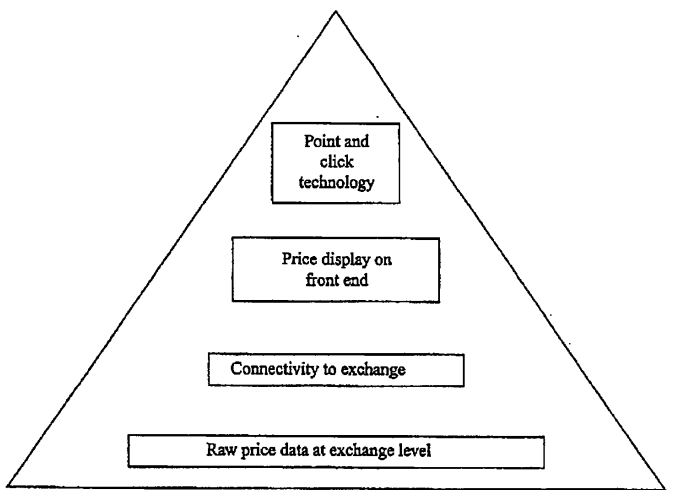 Point and
click
technology
Price display on
front end
Connectivity to exchange
Raw price data at exchange level